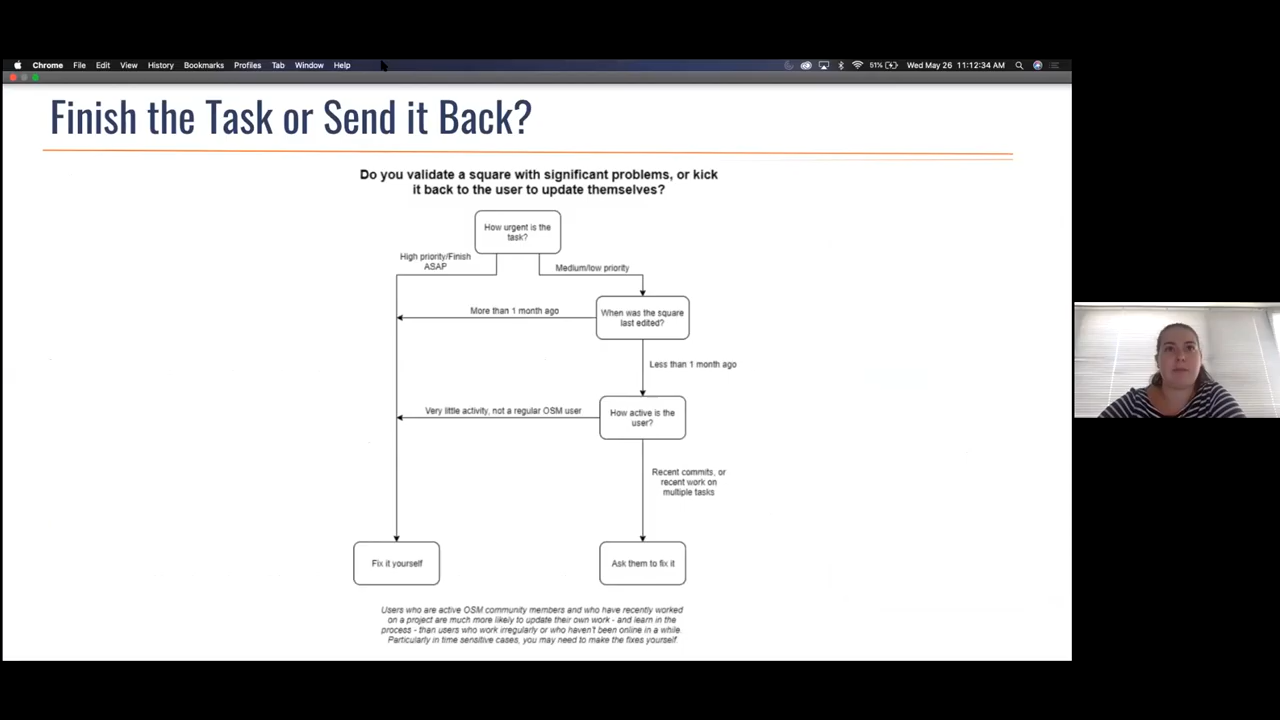 Chrome File Edit View History Bookmarks Profiles Tab Window Help 51% Wed May 26 11:12:34 AM
Finish the Task or Send it Back?
Do you validate a square with significant problems, or kick
it back to the user to update themselves?
How urgent is the
task?
High priority/Finish
ASAP
Medium/low priority
More than 1 month ago
When was the square
last edited?
Less than 1 month ago
Very little activity, not a regular OSM user
How active is the
user?
Recent commits, or
recent work on
multiple tasks
Fix it yourself
Ask them to fix it
Users who are active OSM community members and who have recently worked
on a project are much more likely to update their own work - and learn in the
process - than users who work irregularly or who haven't been online in a while.
Particularly in time sensitive cases, you may need to make the fixes yourself.